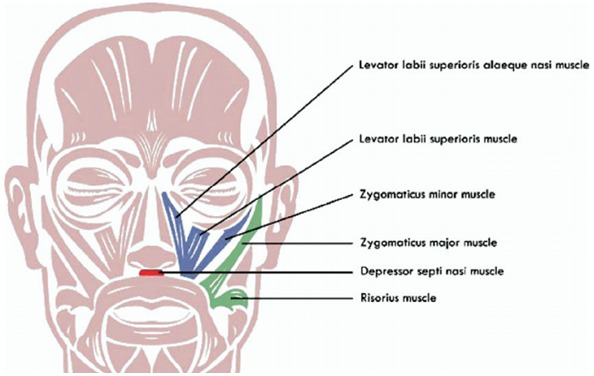 Levator labii superioris alaeque nasi muscle
Levator labii superioris muscle
Zygomaticus minor muscle
Zygomaticus major muscle
Depressor septi nasi muscle
Risorius muscle